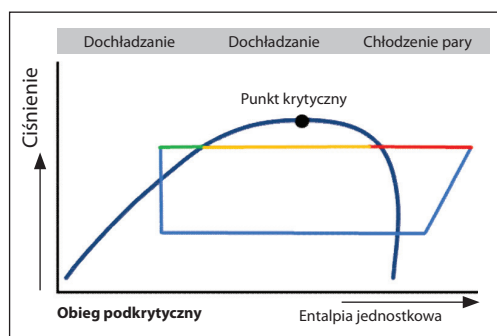 Dochładzanie Dochładzanie Chłodzenie pary
Ciśnienie
Punkt krytyczny
Obieg podkrytyczny
Entalpia jednostkowa